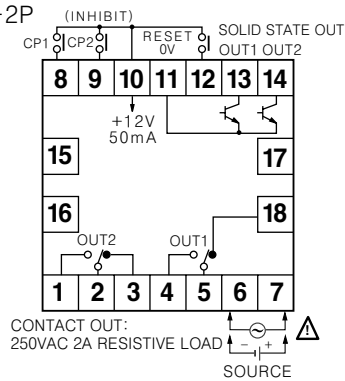 -2P
(INHIBIT)
CP1 CP2 RESET SOLID STATE OUT
0V OUT1 OUT2
8 9 10 11 12 13 14
+12V
50mA
15 17
16 18
OUT2 OUT1
1 2 3 4 5 6 7
CONTACT OUT:
250VAC 2A RESISTIVE LOAD
− +
SOURCE